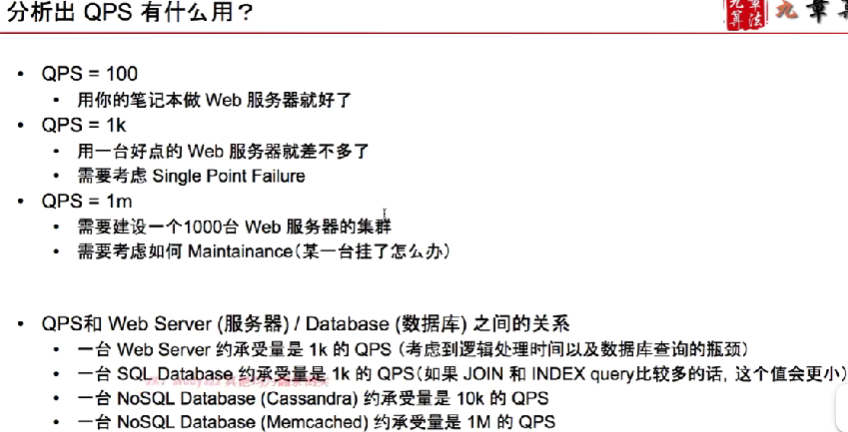 分析出 QPS 有什么用？
九章算法
九章
• QPS = 100
• 用你的笔记本做 Web 服务器就好了
• QPS = 1k
• 用一台好点的 Web 服务器就差不多了
• 需要考虑 Single Point Failure
• QPS = 1m
• 需要建设一个1000台 Web 服务器的集群
• 需要考虑如何 Maintainance（某一台挂了怎么办）
• QPS和 Web Server (服务器) / Database (数据库) 之间的关系
• 一台 Web Server 约承受量是 1k 的 QPS （考虑到逻辑处理时间以及数据库查询的瓶颈）
• 一台 SQL Database 约承受量是 1k 的 QPS（如果 JOIN 和 INDEX query比较多的话，这个值会更小）
• 一台 NoSQL Database (Cassandra) 约承受量是 10k 的 QPS
• 一台 NoSQL Database (Memcached) 约承受量是 1M 的 QPS